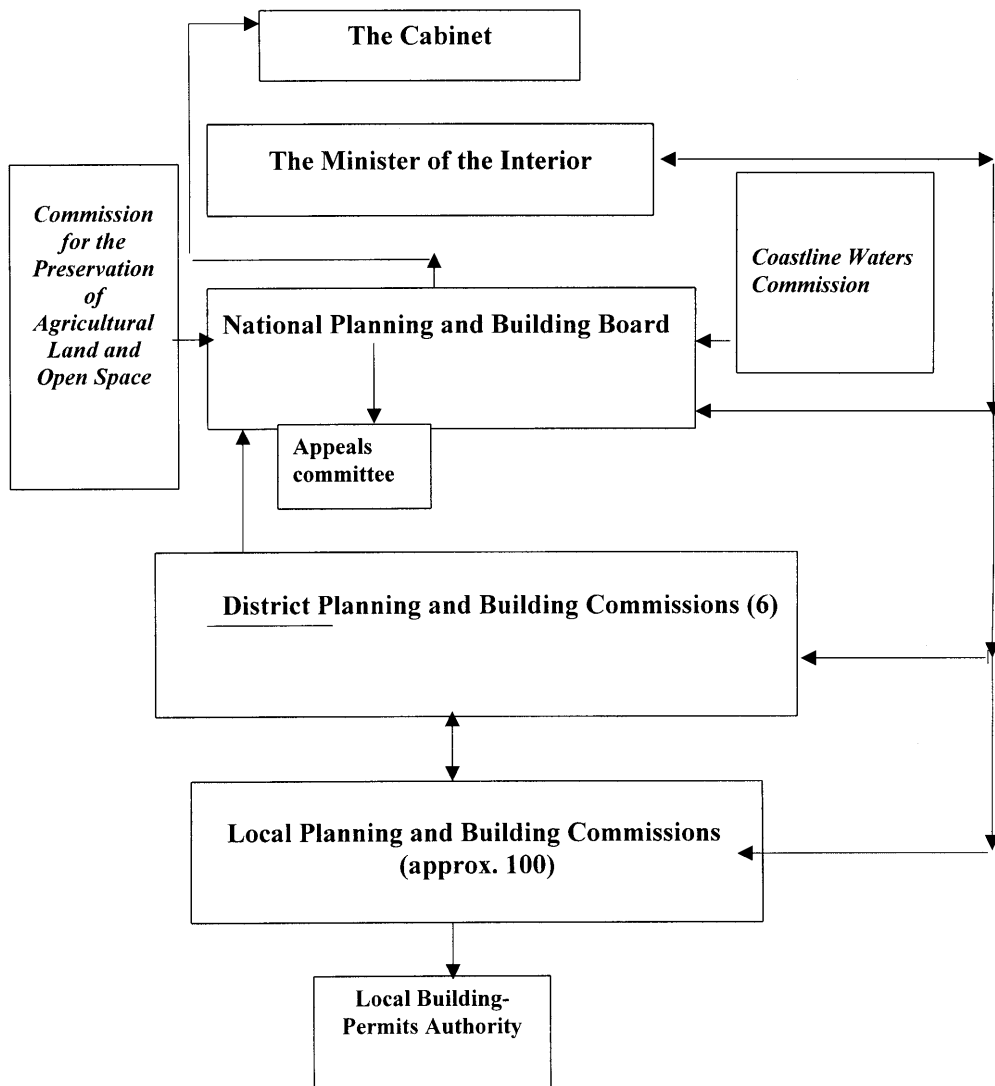 The Cabinet
The Minister of the Interior
Commission
for the
Preservation
of
Agricultural
Land and
Open Space
Coastline Waters
Commission
National Planning and Building Board
Appeals
committee
District Planning and Building Commissions (6)
Local Planning and Building Commissions
(approx. 100)
Local Building-
Permits Authority